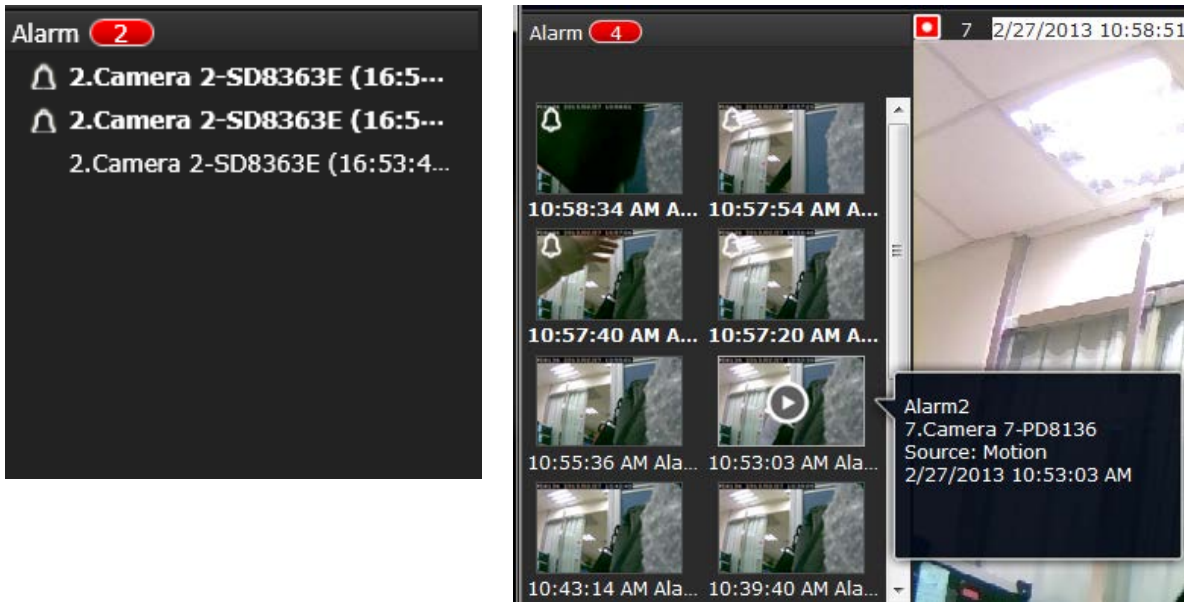 Alarm 2
2.Camera 2-SD8363E (16:5...
2.Camera 2-SD8363E (16:5...
2.Camera 2-SD8363E (16:53:4...
Alarm 4
7 2/27/2013 10:58:51
10:58:34 AM A... 10:57:54 AM A...
10:57:40 AM A... 10:57:20 AM A...
10:55:36 AM Ala... 10:53:03 AM Ala...
10:43:14 AM Ala... 10:39:40 AM Ala...
Alarm2
7.Camera 7-PD8136
Source: Motion
2/27/2013 10:53:03 AM